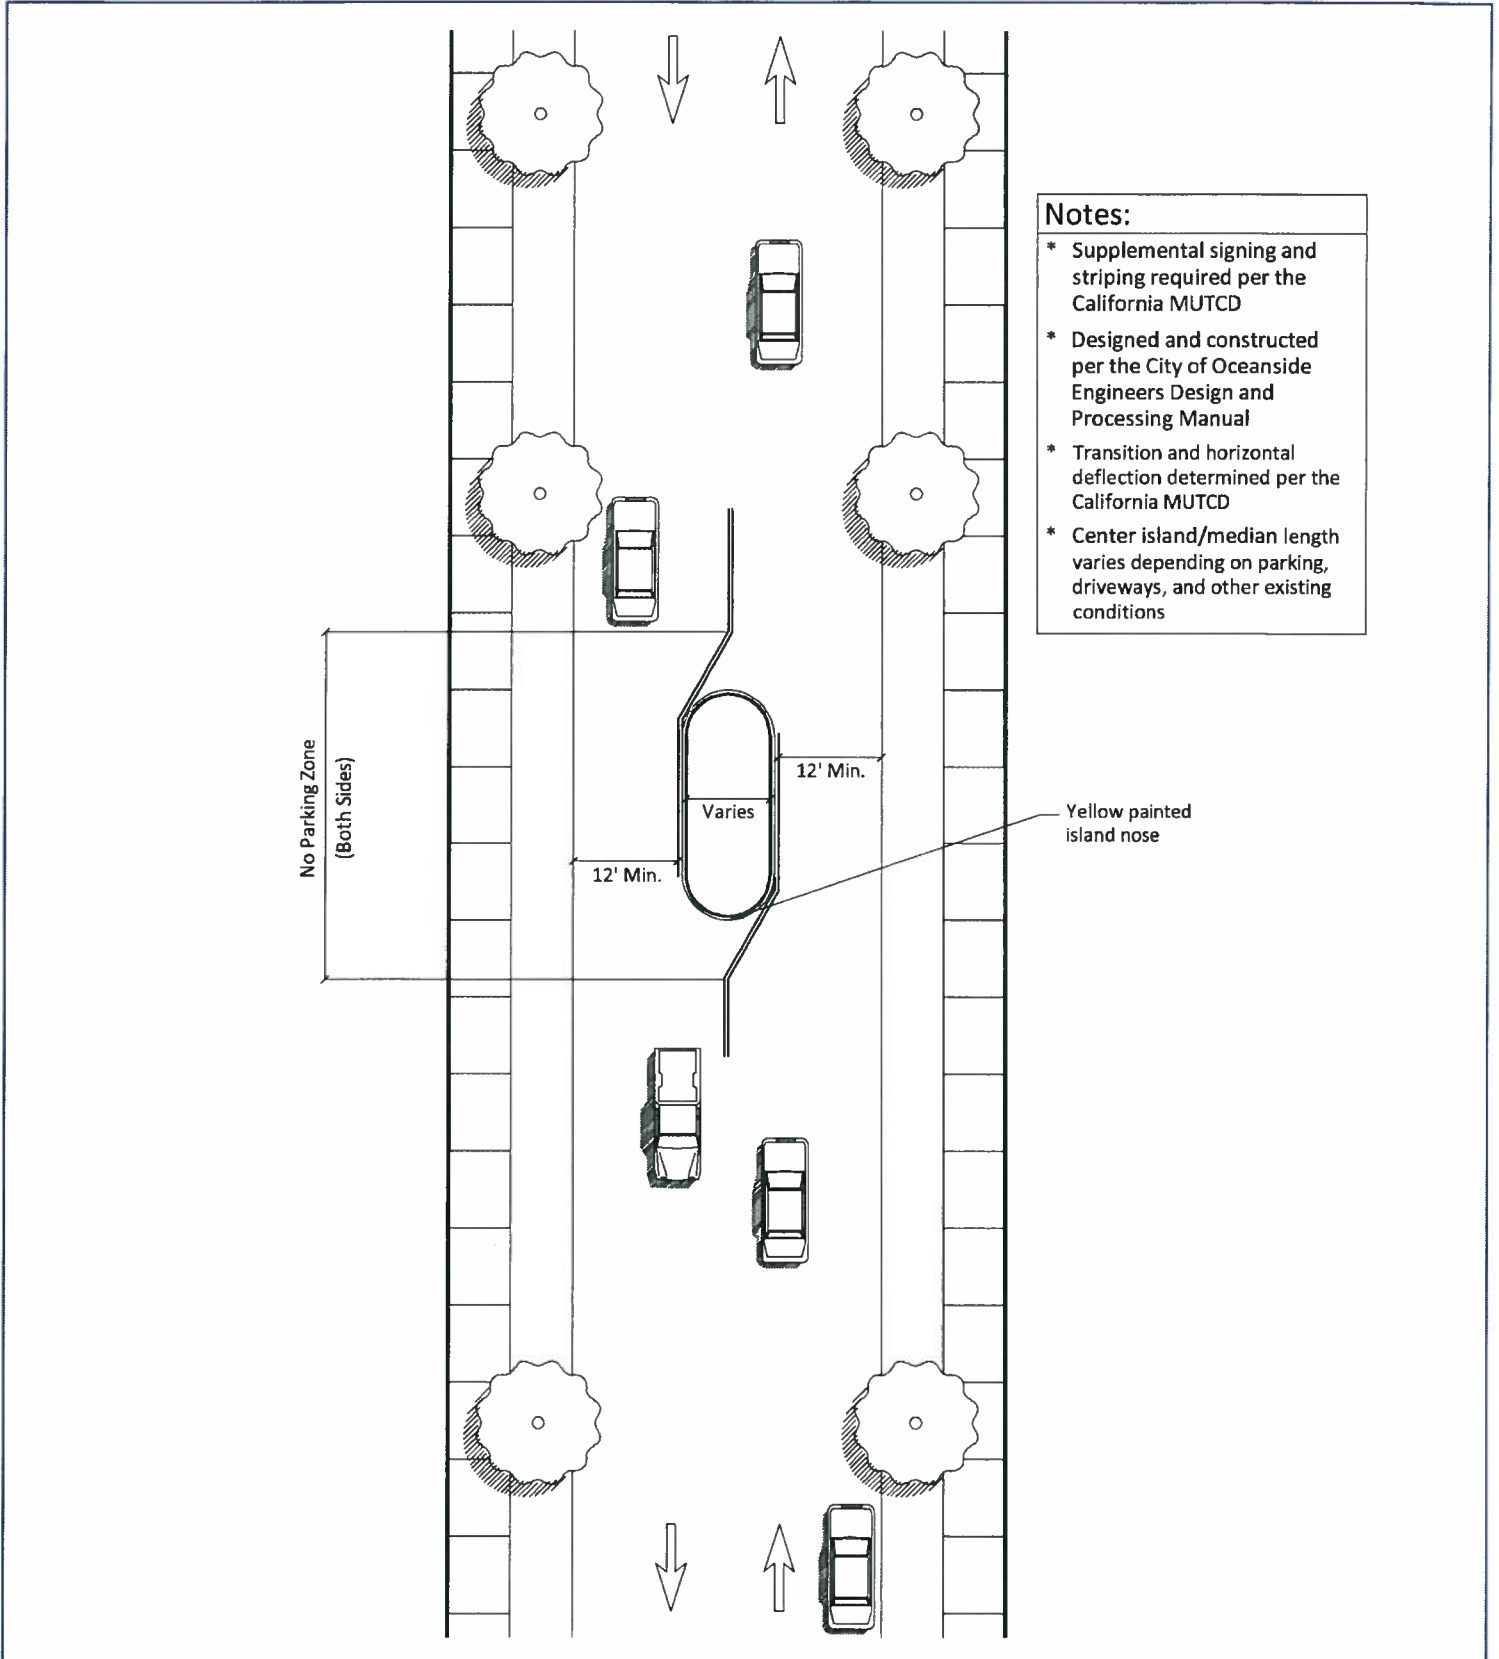 Notes:
* Supplemental signing and
striping required per the
California MUTCD
* Designed and constructed
per the City of Oceanside
Engineers Design and
Processing Manual
* Transition and horizontal
deflection determined per the
California MUTCD
* Center island/median length
varies depending on parking,
driveways, and other existing
conditions
No Parking Zone
(Both Sides)
12' Min.
Varies
12' Min.
Yellow painted
island nose